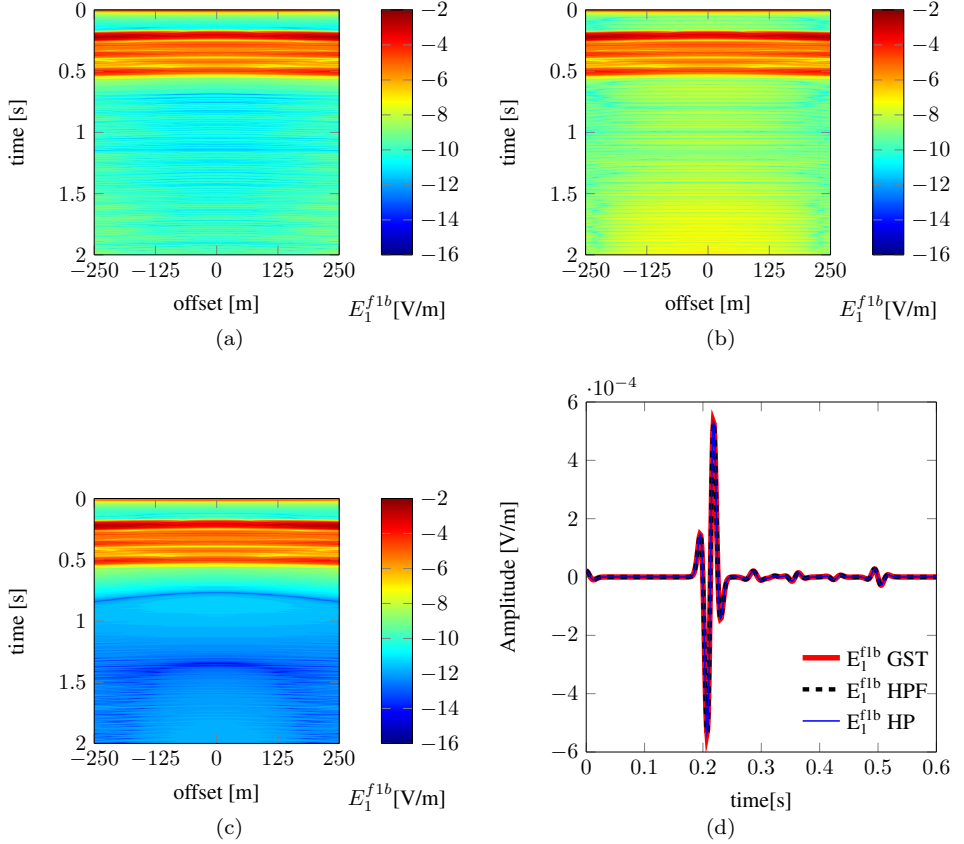 0
0.5
1
1.5
2
time [s]
−250 −125 0 125 250
offset [m]
−2
−4
−6
−8
−10
−12
−14
−16
E_1^{f1b}[V/m]
(a)
0
0.5
1
1.5
2
time [s]
−250 −125 0 125 250
offset [m]
−2
−4
−6
−8
−10
−12
−14
−16
E_1^{f1b}[V/m]
(b)
0
0.5
1
1.5
2
time [s]
−250 −125 0 125 250
offset [m]
−2
−4
−6
−8
−10
−12
−14
−16
E_1^{f1b}[V/m]
(c)
·10^{−4}
6
4
2
0
−2
−4
−6
Amplitude [V/m]
E_1^{f1b} GST
E_1^{f1b} HPF
E_1^{f1b} HP
0 0.1 0.2 0.3 0.4 0.5 0.6
time[s]
(d)